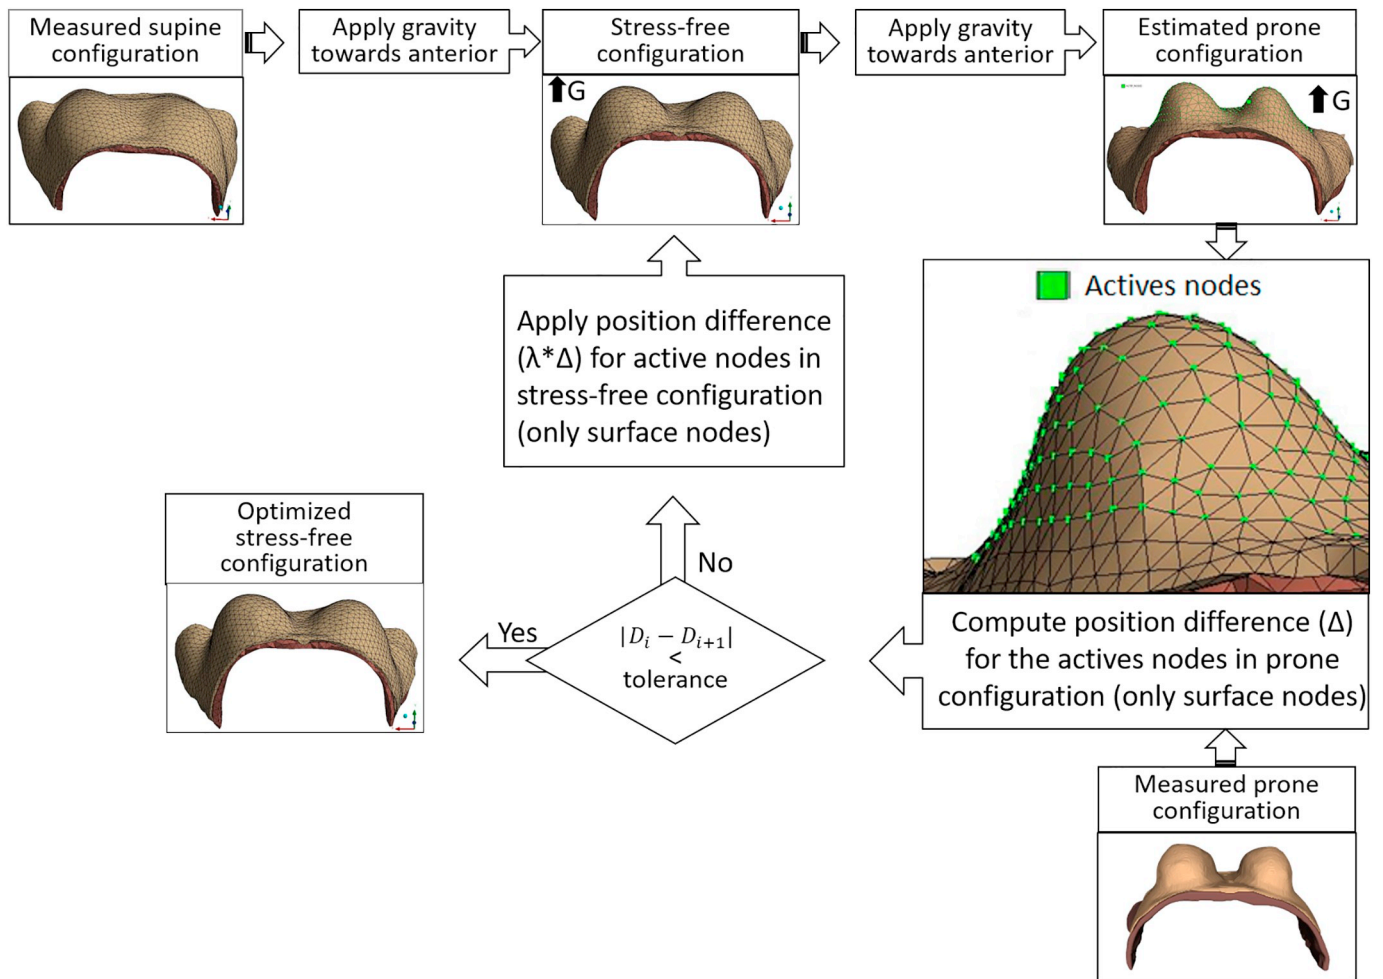 Measured supine
configuration
Apply gravity
towards anterior
Stress-free
configuration
Apply gravity
towards anterior
Estimated prone
configuration
G
G
Actives nodes
Apply position difference
(λ*Δ) for active nodes in
stress-free configuration
(only surface nodes)
Optimized
stress-free
configuration
No
Yes
|D_i − D_{i+1}|
<
tolerance
Compute position difference (Δ)
for the actives nodes in prone
configuration (only surface nodes)
Measured prone
configuration